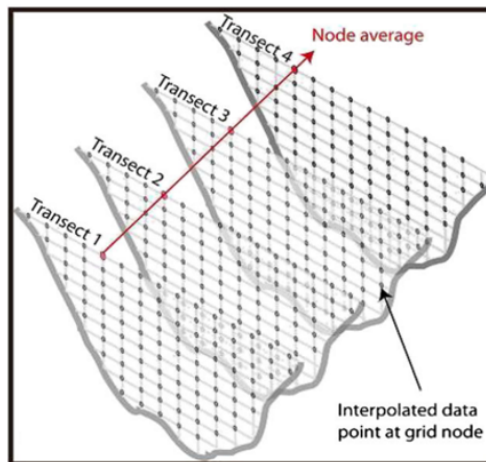 Node average
Transect 4
Transect 3
Transect 2
Transect 1
Interpolated data
point at grid node